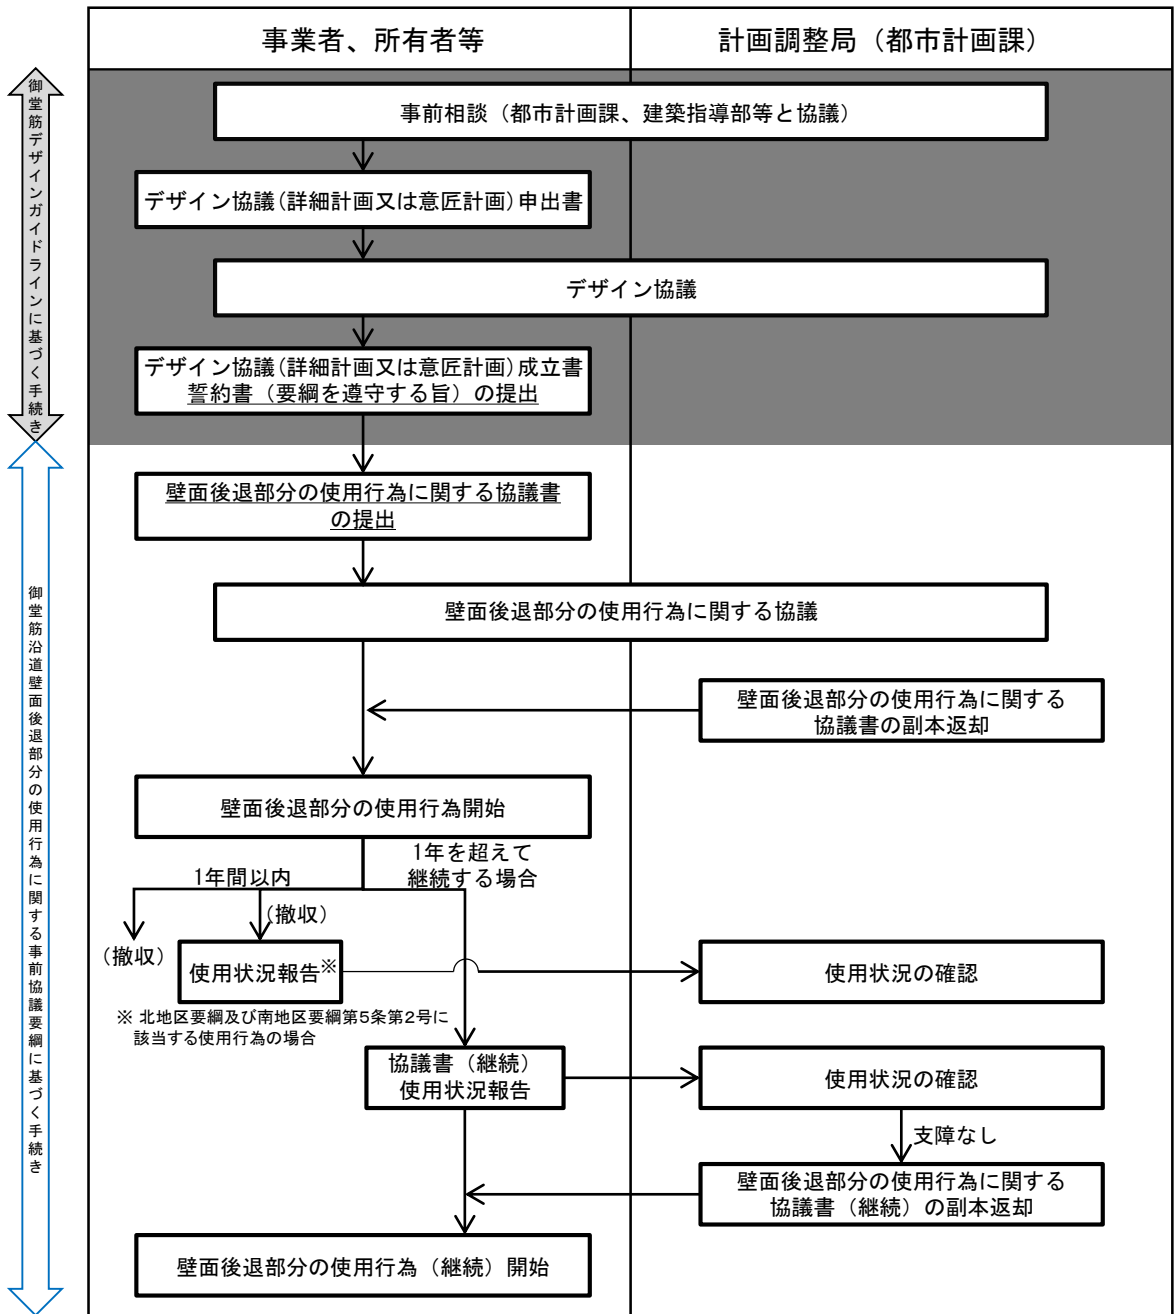 事業者、所有者等
計画調整局（都市計画課）
御堂筋デザインガイドラインに基づく手続き
事前相談（都市計画課、建築指導部等と協議）
デザイン協議（詳細計画又は意匠計画）申出書
デザイン協議
デザイン協議（詳細計画又は意匠計画）成立書
誓約書（要綱を遵守する旨）の提出
御堂筋沿道壁面後退部分の使用行為に関する事前協議要綱に基づく手続き
壁面後退部分の使用行為に関する協議書
の提出
壁面後退部分の使用行為に関する協議
壁面後退部分の使用行為に関する
協議書の副本返却
壁面後退部分の使用行為開始
1年間以内
1年を超えて
継続する場合
（撤収）
（撤収）
使用状況報告※
使用状況の確認
※ 北地区要綱及び南地区要綱第5条第2号に
該当する使用行為の場合
協議書（継続）
使用状況報告
使用状況の確認
支障なし
壁面後退部分の使用行為に関する
協議書（継続）の副本返却
壁面後退部分の使用行為（継続）開始